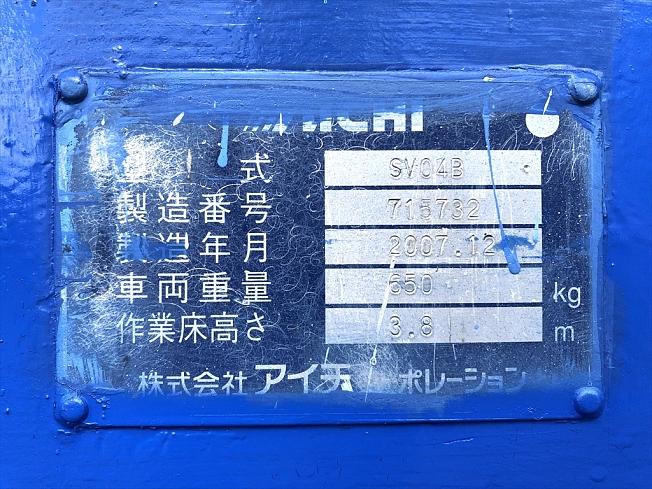 AICHI
型式 SV04B
製造番号 715732
製造年月 2007.12
車両重量 650 kg
作業床高さ 3.8 m
株式会社アイチコーポレーション